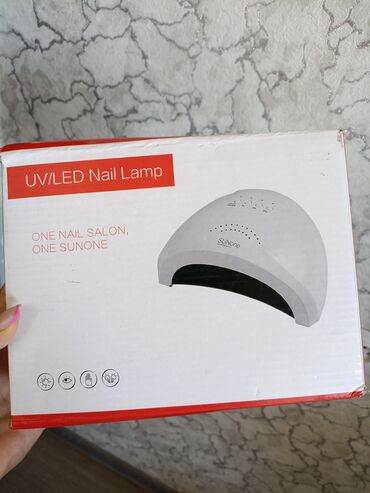 UV/LED Nail Lamp
ONE NAIL SALON,
ONE SUNONE
SUNone